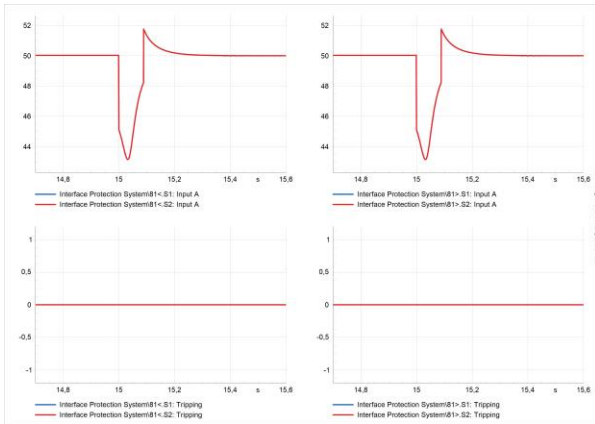 52
50
48
46
44
14,8 15 15,2 15,4 s 15,6
Interface Protection System\81<.S1: Input A
Interface Protection System\81<.S2: Input A
52
50
48
46
44
14,8 15 15,2 15,4 s 15,6
Interface Protection System\81>.S1: Input A
Interface Protection System\81>.S2: Input A
1
0,5
0
-0,5
-1
14,8 15 15,2 15,4 s 15,6
Interface Protection System\81<.S1: Tripping
Interface Protection System\81<.S2: Tripping
1
0,5
0
-0,5
-1
14,8 15 15,2 15,4 s 15,6
Interface Protection System\81>.S1: Tripping
Interface Protection System\81>.S2: Tripping